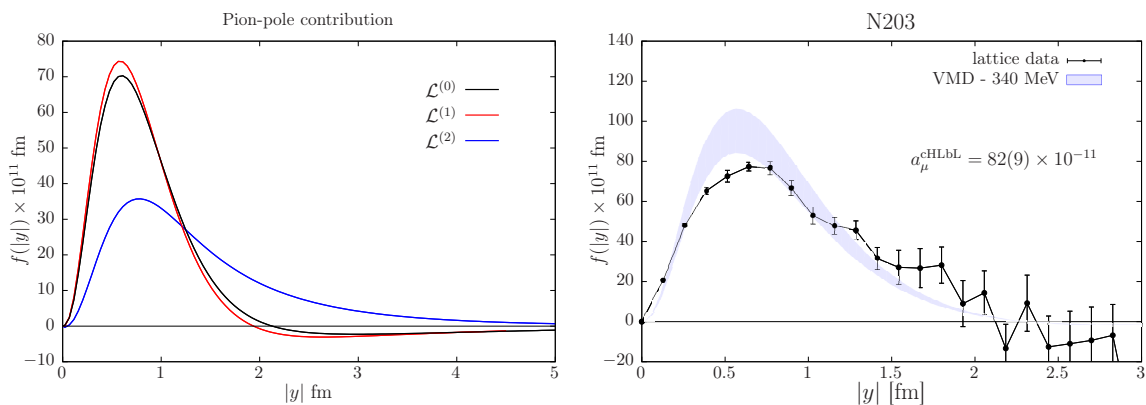 Pion-pole contribution
80
70
60
50
40
30
20
10
0
−10
f(|y|) × 10¹¹ fm
ℒ⁽⁰⁾
ℒ⁽¹⁾
ℒ⁽²⁾
0 1 2 3 4 5
|y| fm
N203
140
120
100
80
60
40
20
0
-20
f(|y|) × 10¹¹ fm
lattice data
VMD - 340 MeV
a_μ^cHLbL = 82(9) × 10⁻¹¹
0 0.5 1 1.5 2 2.5 3
|y| [fm]